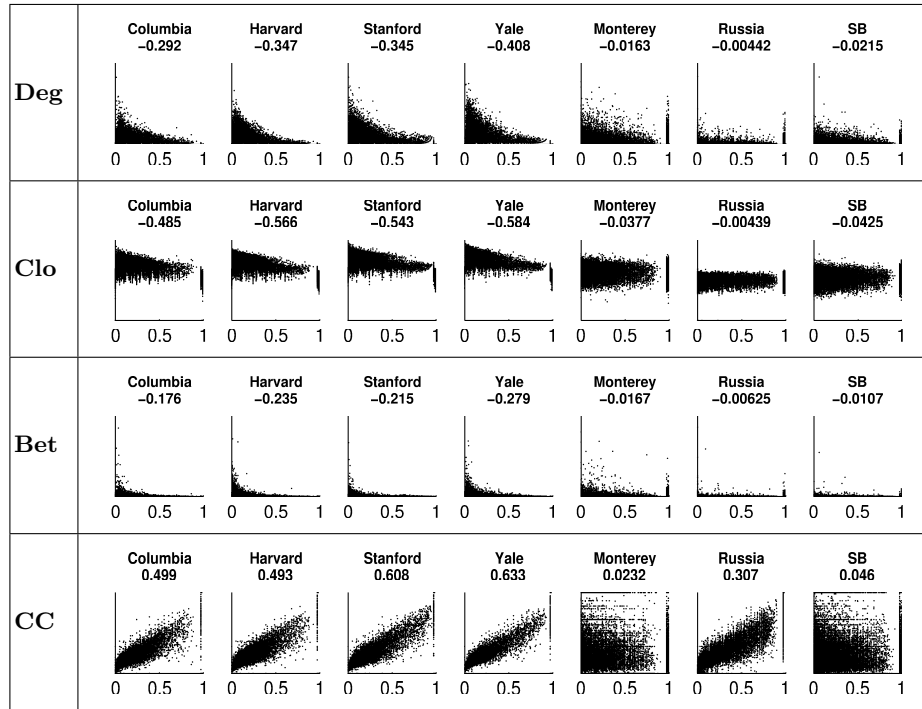 Columbia Harvard Stanford Yale Monterey Russia SB
−0.292 −0.347 −0.345 −0.408 −0.0163 −0.00442 −0.0215
Deg
0 0.5 1 0 0.5 1 0 0.5 1 0 0.5 1 0 0.5 1 0 0.5 1 0 0.5 1
Columbia Harvard Stanford Yale Monterey Russia SB
−0.485 −0.566 −0.543 −0.584 −0.0377 −0.00439 −0.0425
Clo
0 0.5 1 0 0.5 1 0 0.5 1 0 0.5 1 0 0.5 1 0 0.5 1 0 0.5 1
Columbia Harvard Stanford Yale Monterey Russia SB
−0.176 −0.235 −0.215 −0.279 −0.0167 −0.00625 −0.0107
Bet
0 0.5 1 0 0.5 1 0 0.5 1 0 0.5 1 0 0.5 1 0 0.5 1 0 0.5 1
Columbia Harvard Stanford Yale Monterey Russia SB
0.499 0.493 0.608 0.633 0.0232 0.307 0.046
CC
0 0.5 1 0 0.5 1 0 0.5 1 0 0.5 1 0 0.5 1 0 0.5 1 0 0.5 1